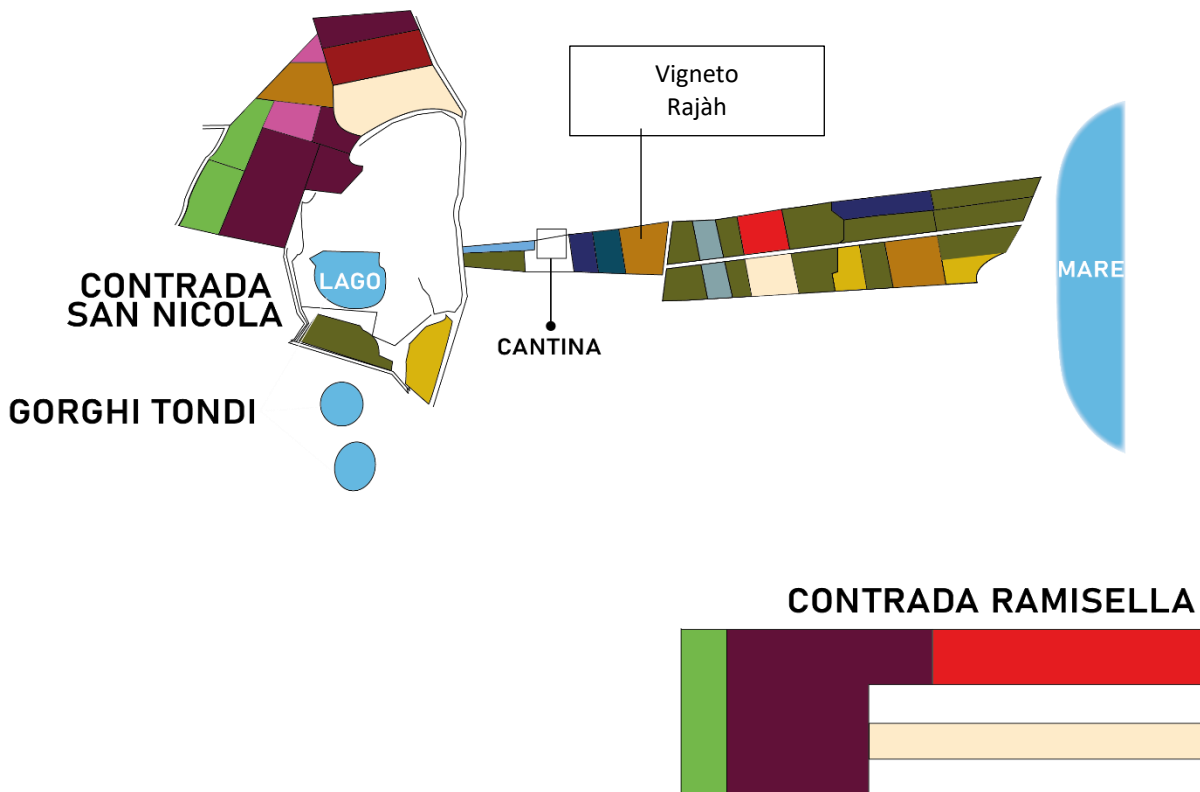 Vigneto
Rajàh
MARE
LAGO
CONTRADA
SAN NICOLA
CANTINA
GORGHI TONDI
CONTRADA RAMISELLA